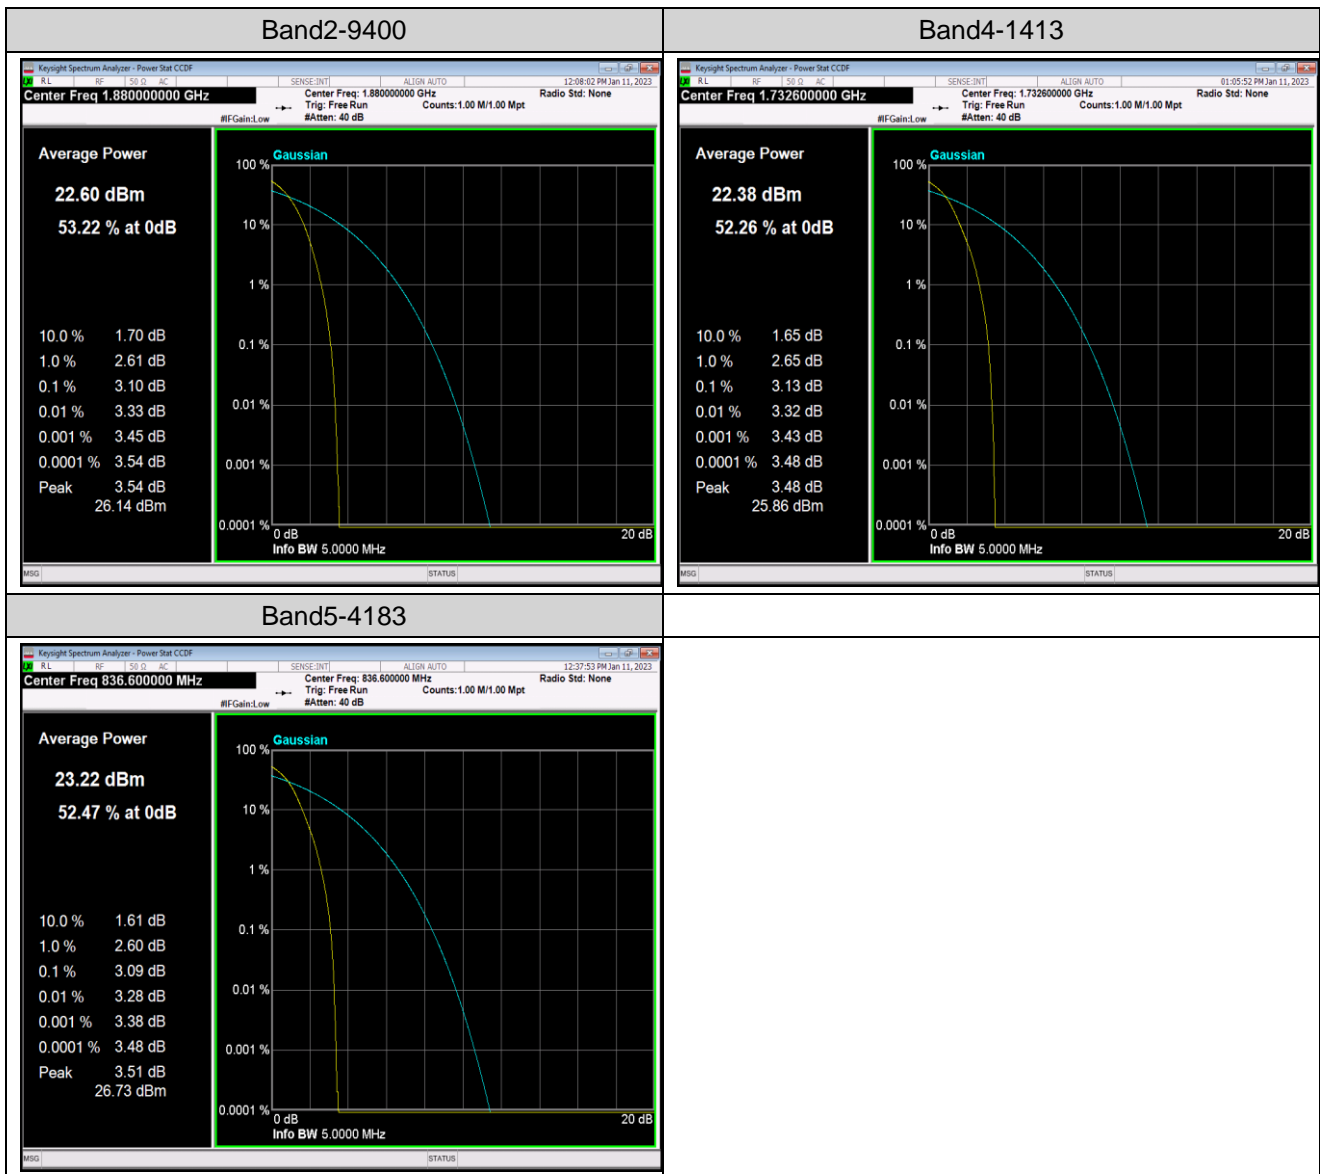 Band2-9400
Keysight Spectrum Analyzer - Power Stat CCDF
RL RF 50 Ω AC SENSE:INT ALIGN AUTO 12:08:02 PM Jan 11, 2023
Center Freq 1.880000000 GHz
Center Freq: 1.880000000 GHz Radio Std: None
Trig: Free Run Counts:1.00 M/1.00 Mpt
#IFGain:Low #Atten: 40 dB
Average Power
22.60 dBm
53.22 % at 0dB
10.0 % 1.70 dB
1.0 % 2.61 dB
0.1 % 3.10 dB
0.01 % 3.33 dB
0.001 % 3.45 dB
0.0001 % 3.54 dB
Peak 3.54 dB
26.14 dBm
Gaussian
100 %
10 %
1 %
0.1 %
0.01 %
0.001 %
0.0001 %
0 dB 20 dB
Info BW 5.0000 MHz
MSG STATUS
Band4-1413
Keysight Spectrum Analyzer - Power Stat CCDF
RL RF 50 Ω AC SENSE:INT ALIGN AUTO 01:05:52 PM Jan 11, 2023
Center Freq 1.732600000 GHz
Center Freq: 1.732600000 GHz Radio Std: None
Trig: Free Run Counts:1.00 M/1.00 Mpt
#IFGain:Low #Atten: 40 dB
Average Power
22.38 dBm
52.26 % at 0dB
10.0 % 1.65 dB
1.0 % 2.65 dB
0.1 % 3.13 dB
0.01 % 3.32 dB
0.001 % 3.43 dB
0.0001 % 3.48 dB
Peak 3.48 dB
25.86 dBm
Gaussian
100 %
10 %
1 %
0.1 %
0.01 %
0.001 %
0.0001 %
0 dB 20 dB
Info BW 5.0000 MHz
MSG STATUS
Band5-4183
Keysight Spectrum Analyzer - Power Stat CCDF
RL RF 50 Ω AC SENSE:INT ALIGN AUTO 12:37:53 PM Jan 11, 2023
Center Freq 836.600000 MHz
Center Freq: 836.600000 MHz Radio Std: None
Trig: Free Run Counts:1.00 M/1.00 Mpt
#IFGain:Low #Atten: 40 dB
Average Power
23.22 dBm
52.47 % at 0dB
10.0 % 1.61 dB
1.0 % 2.60 dB
0.1 % 3.09 dB
0.01 % 3.28 dB
0.001 % 3.38 dB
0.0001 % 3.48 dB
Peak 3.51 dB
26.73 dBm
Gaussian
100 %
10 %
1 %
0.1 %
0.01 %
0.001 %
0.0001 %
0 dB 20 dB
Info BW 5.0000 MHz
MSG STATUS